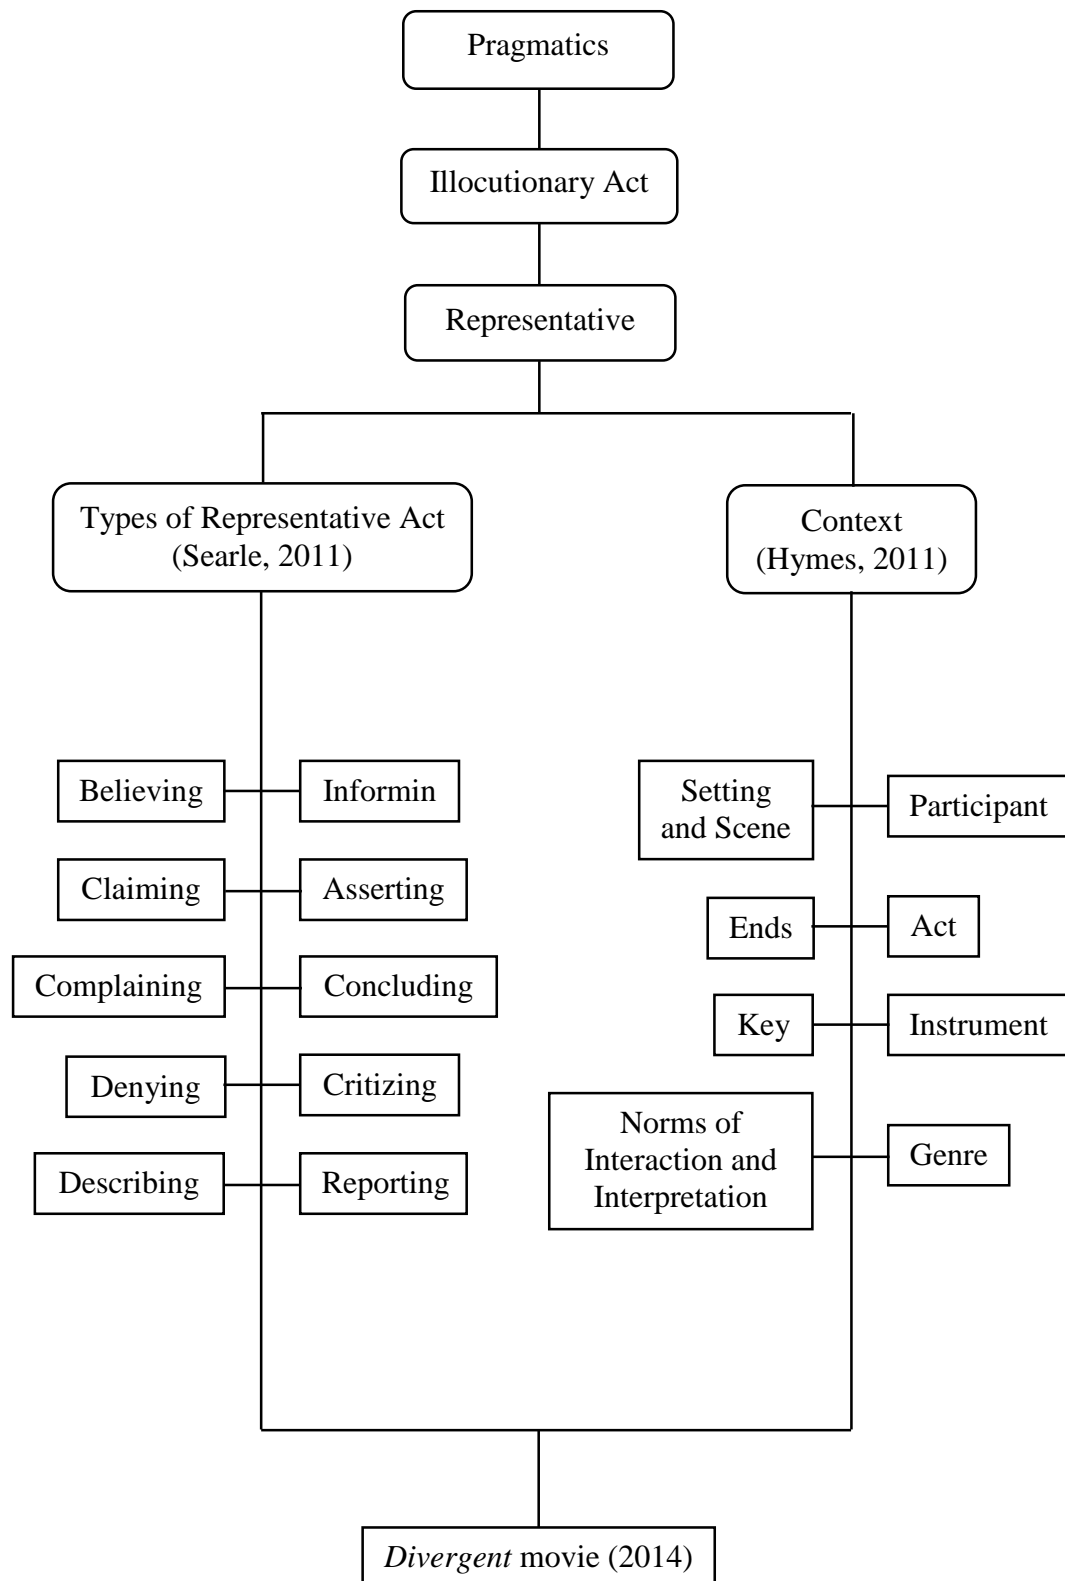 Pragmatics
Illocutionary Act
Representative
Types of Representative Act
(Searle, 2011)
Context
(Hymes, 2011)
Believing
Informin
Claiming
Asserting
Complaining
Concluding
Denying
Critizing
Describing
Reporting
Setting
and Scene
Participant
Ends
Act
Key
Instrument
Norms of
Interaction and
Interpretation
Genre
Divergent movie (2014)